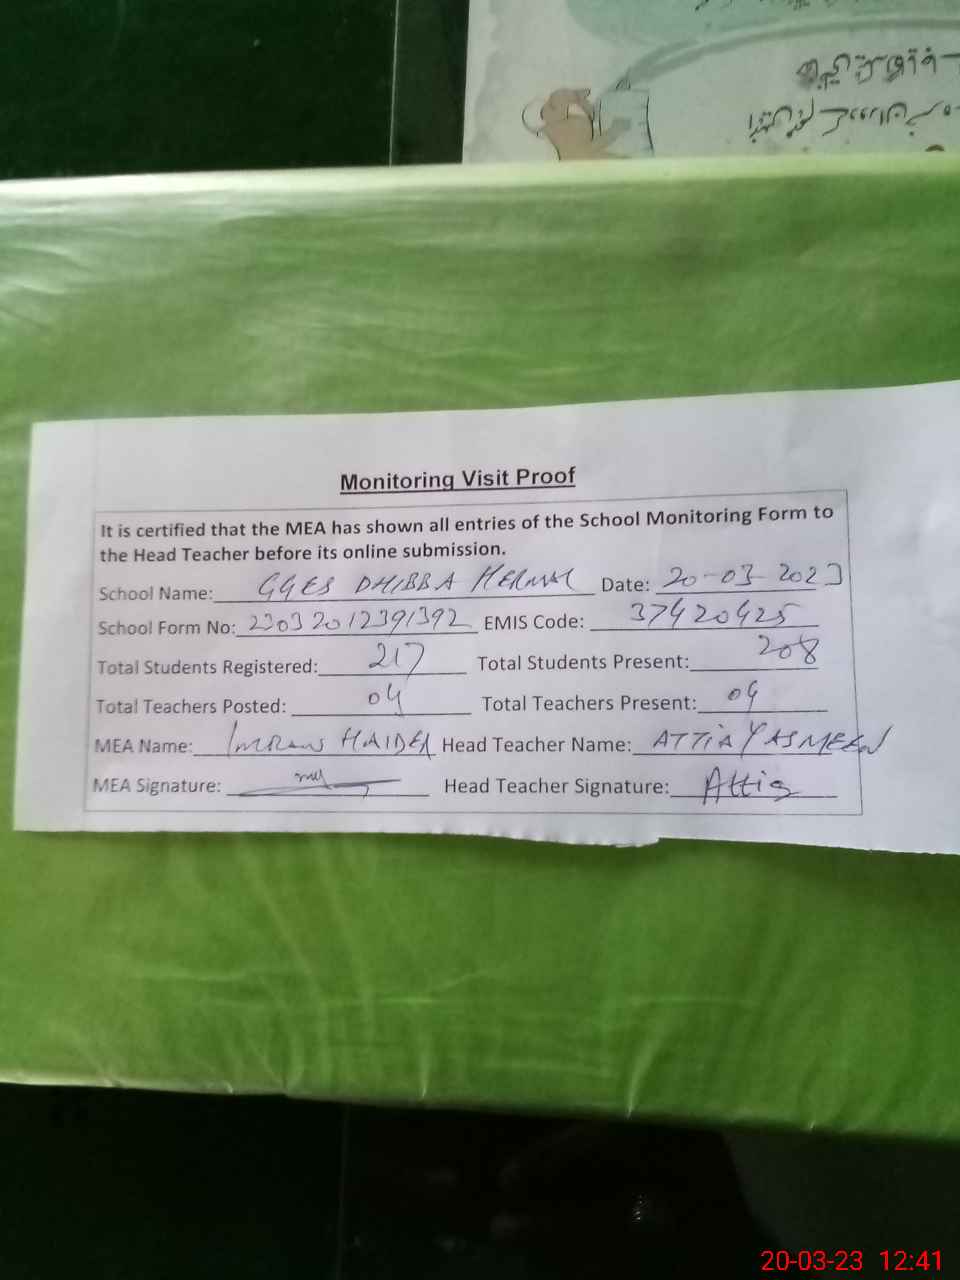 Monitoring Visit Proof
It is certified that the MEA has shown all entries of the School Monitoring Form to
the Head Teacher before its online submission.
School Name: GGES DHIBBA HERMAL Date: 20-03-2023
School Form No: 23032012391392 EMIS Code: 37420425
Total Students Registered: 217 Total Students Present: 208
Total Teachers Posted: 04 Total Teachers Present: 04
MEA Name: IMRAN HAIDER Head Teacher Name: ATTIA YASMEEN
MEA Signature: Head Teacher Signature: Attia
20-03-23 12:41